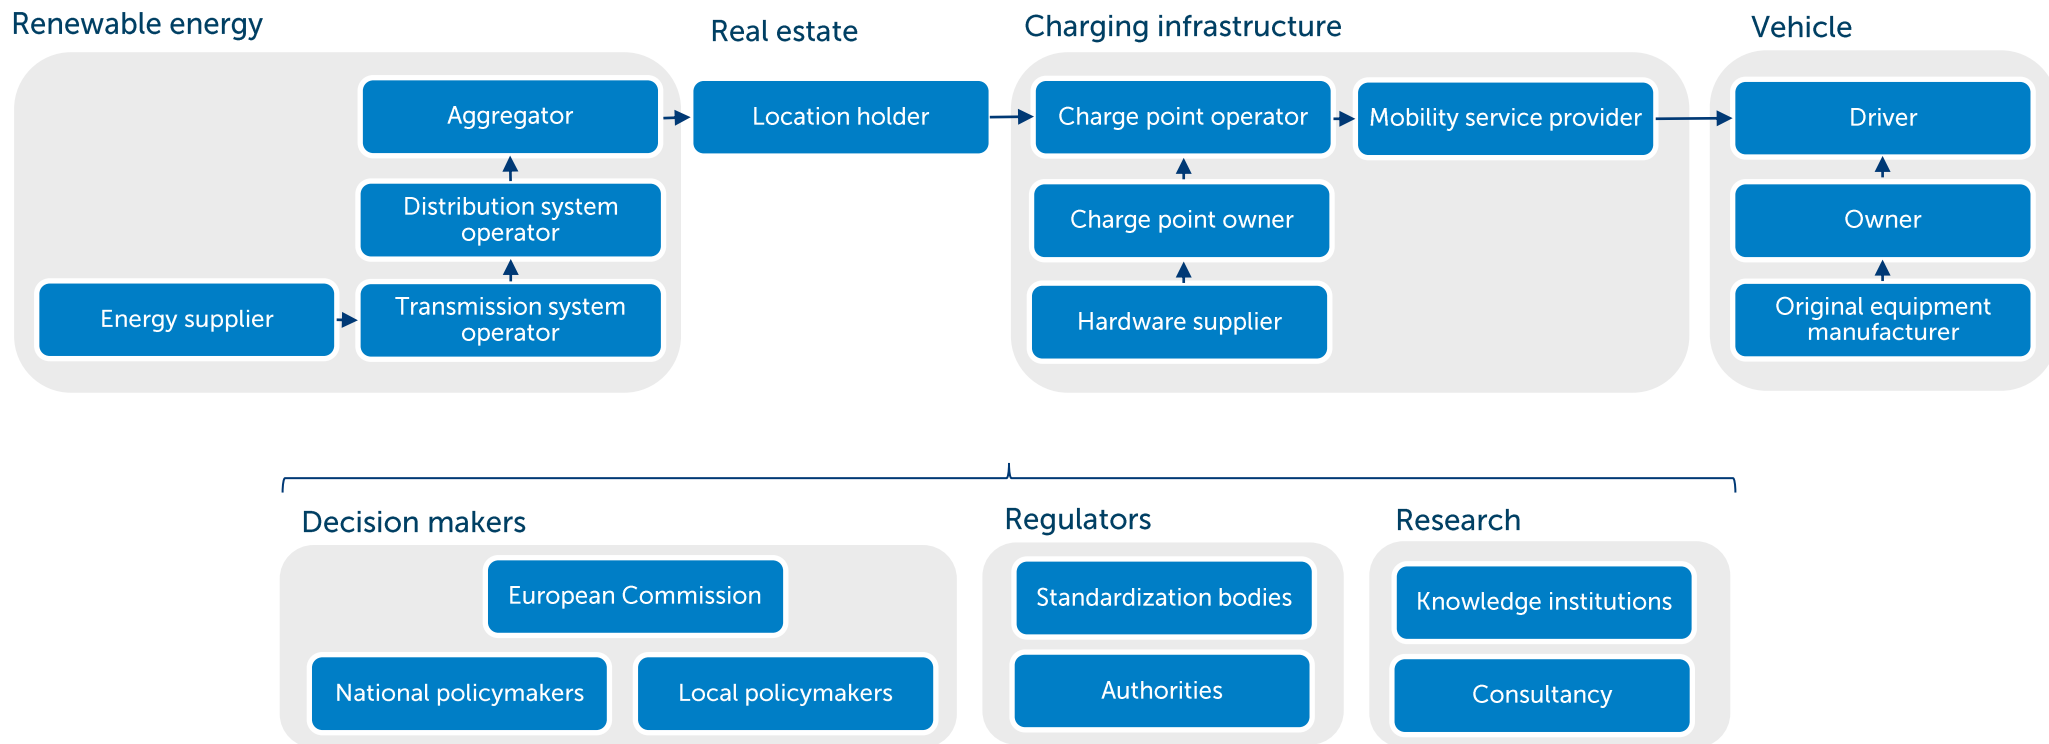 Renewable energy
Real estate
Charging infrastructure
Vehicle
Aggregator
Location holder
Charge point operator
Mobility service provider
Driver
Distribution system
operator
Charge point owner
Owner
Energy supplier
Transmission system
operator
Hardware supplier
Original equipment
manufacturer
Decision makers
Regulators
Research
European Commission
Standardization bodies
Knowledge institutions
National policymakers
Local policymakers
Authorities
Consultancy